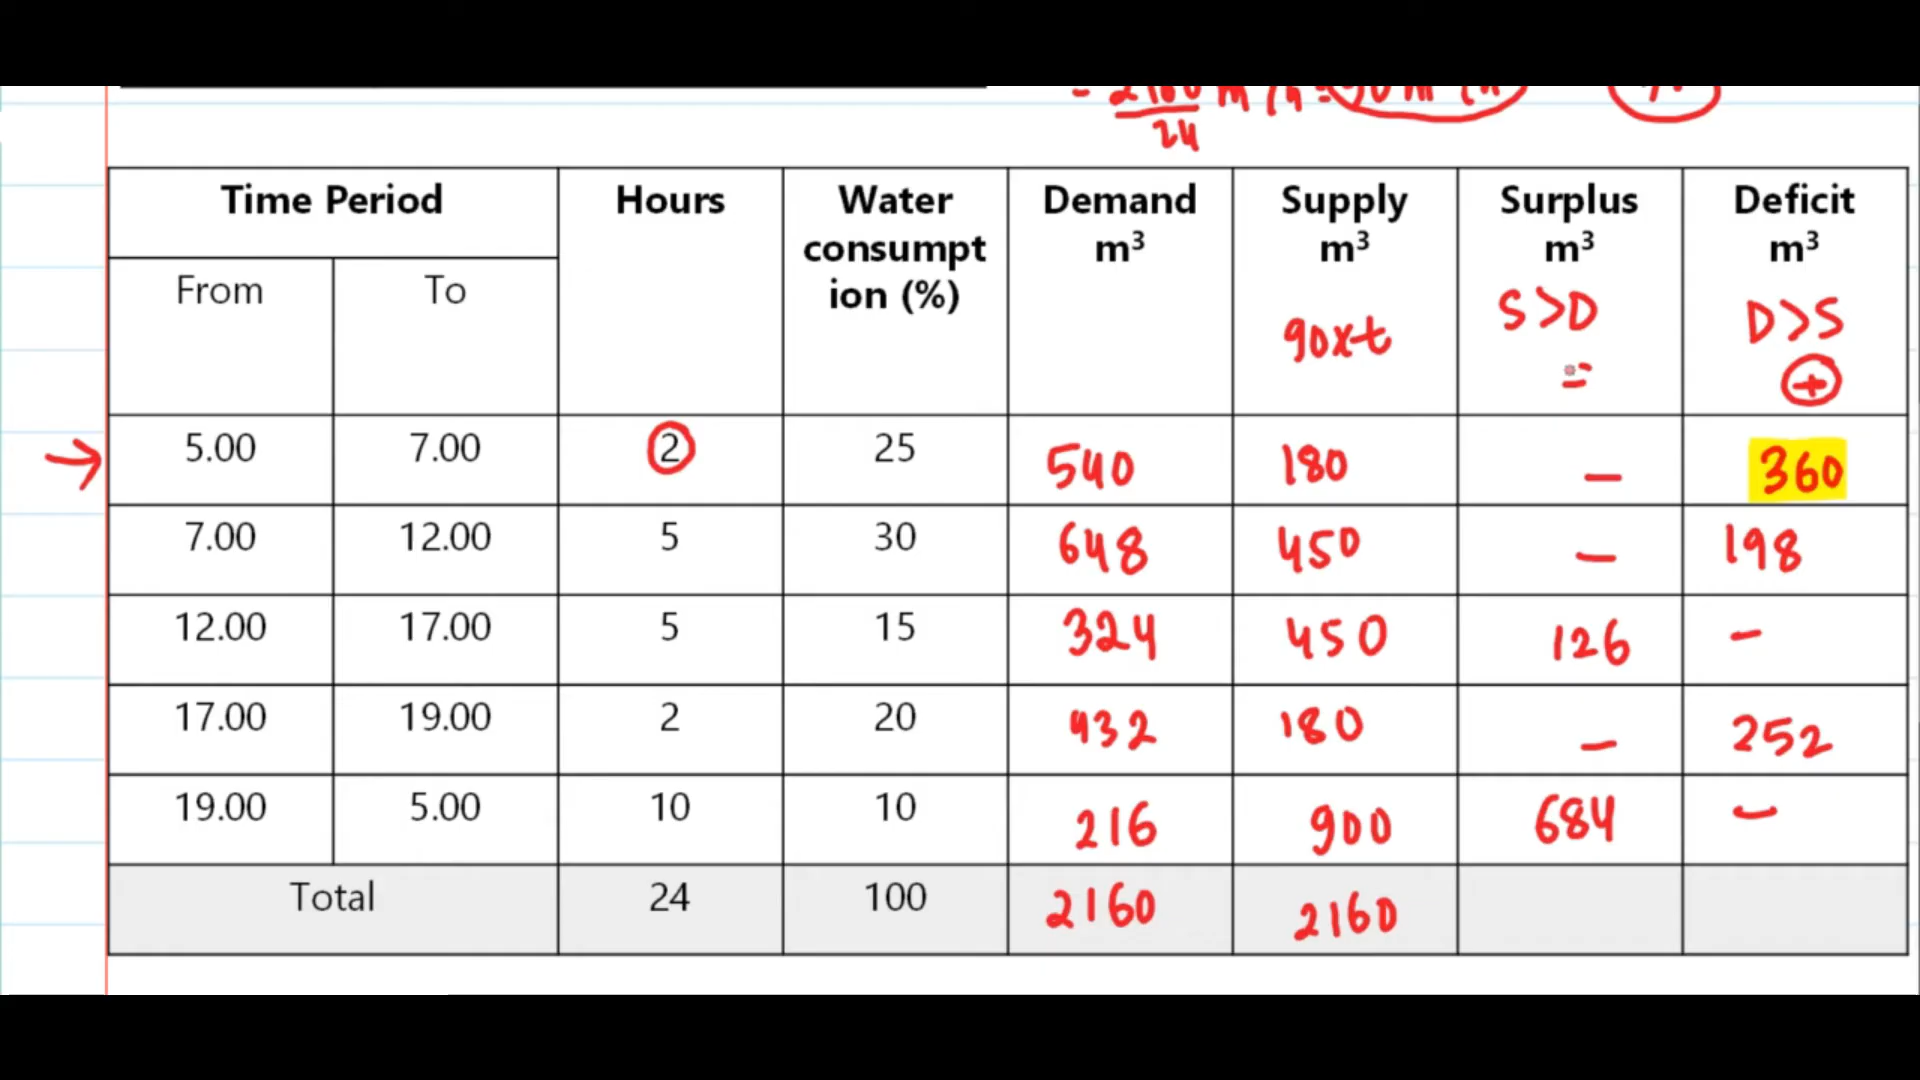 24
Time Period Hours Water consumpt ion (%) Demand m³ Supply m³ Surplus m³ Deficit m³
From To 90x t S>D D>S
= +
5.00 7.00 2 25 540 180 – 360
7.00 12.00 5 30 648 450 – 198
12.00 17.00 5 15 324 450 126 –
17.00 19.00 2 20 432 180 – 252
19.00 5.00 10 10 216 900 684 –
Total 24 100 2160 2160